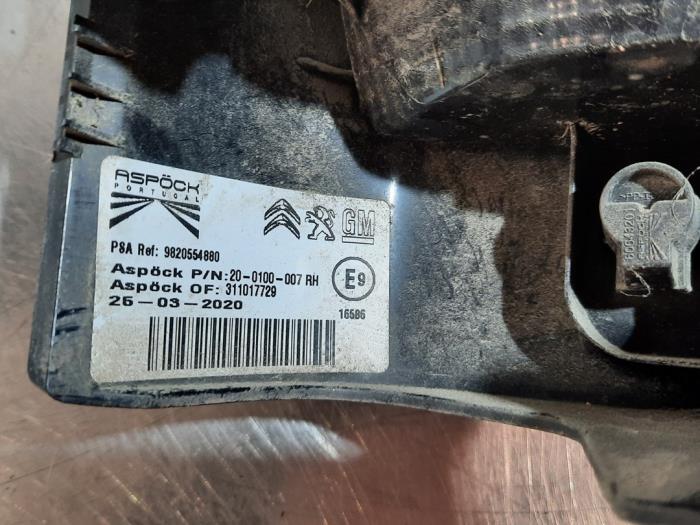 ASPÖCK
PORTUGAL
GM
PSA Ref: 9820554880
Aspöck P/N: 20-0100-007 RH
Aspöck OF: 311017729
25-03-2020
E9
16586